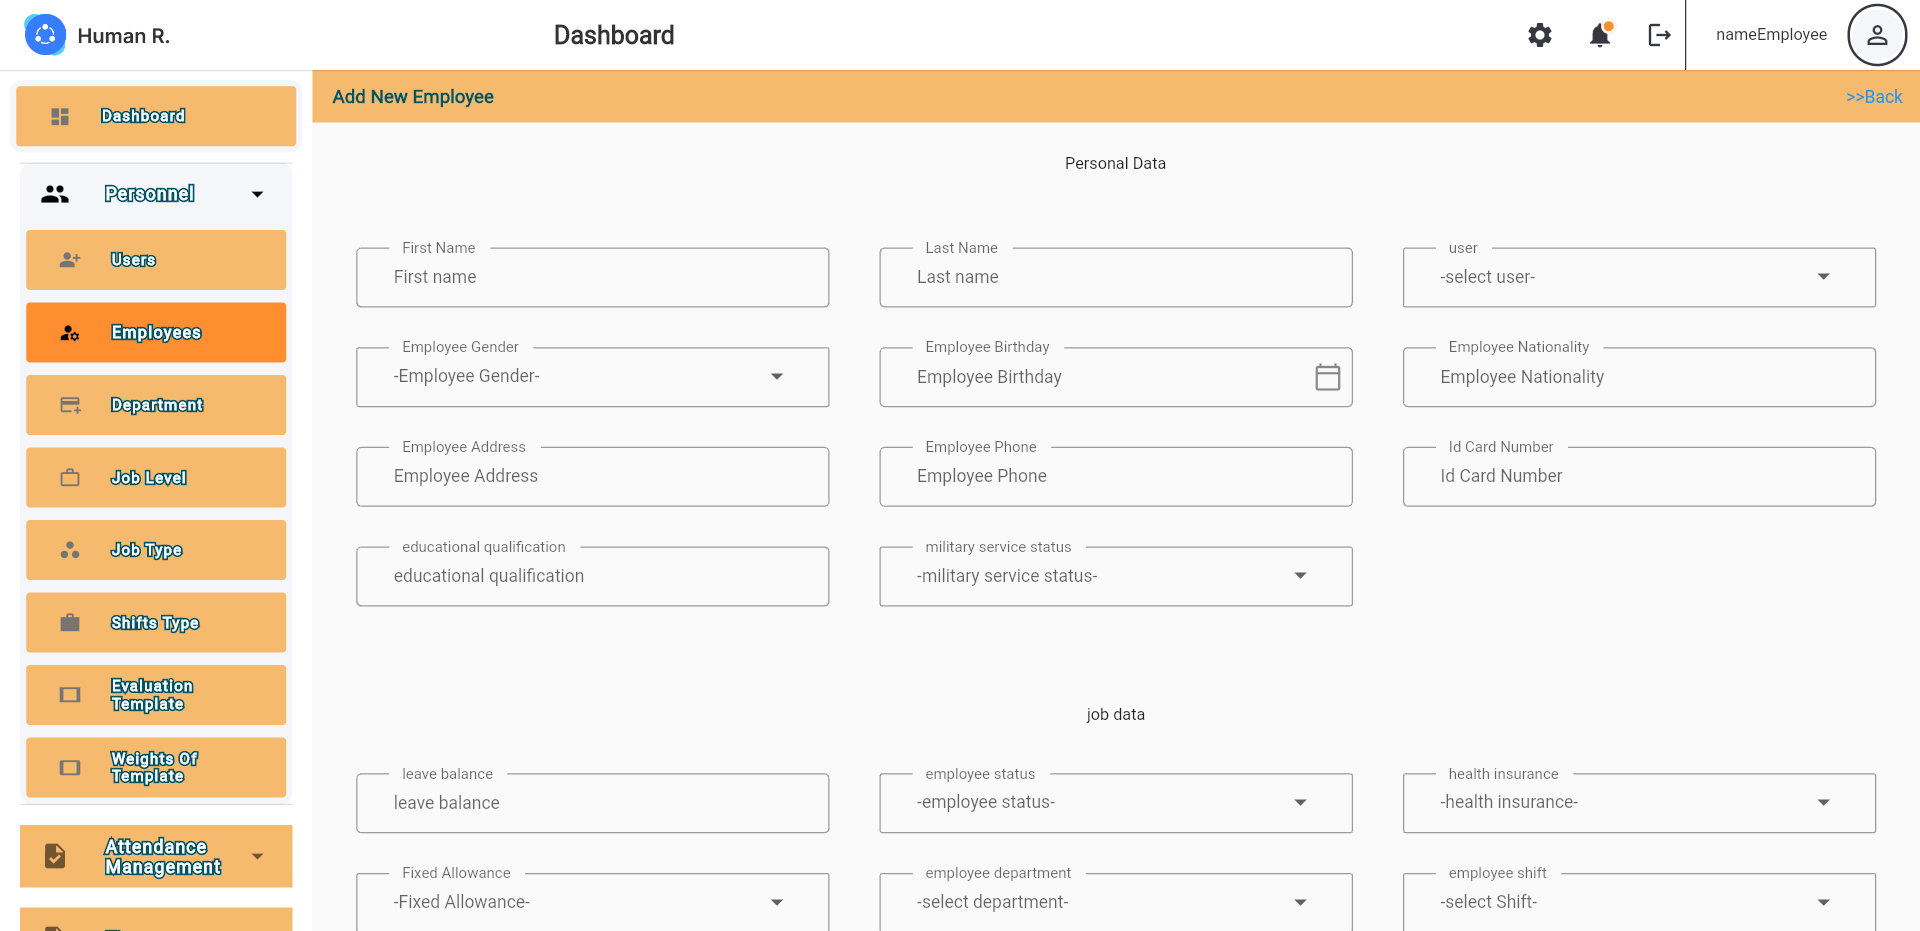 Human R.
Dashboard
nameEmployee
Dashboard
Personnel
Users
Employees
Department
Job Level
Job Type
Shifts Type
Evaluation
Template
Weights Of
Template
Attendance
Management
Add New Employee
>>Back
Personal Data
First Name
First name
Last Name
Last name
user
-select user-
Employee Gender
-Employee Gender-
Employee Birthday
Employee Birthday
Employee Nationality
Employee Nationality
Employee Address
Employee Address
Employee Phone
Employee Phone
Id Card Number
Id Card Number
educational qualification
educational qualification
military service status
-military service status-
job data
leave balance
leave balance
employee status
-employee status-
health insurance
-health insurance-
Fixed Allowance
-Fixed Allowance-
employee department
-select department-
employee shift
-select Shift-